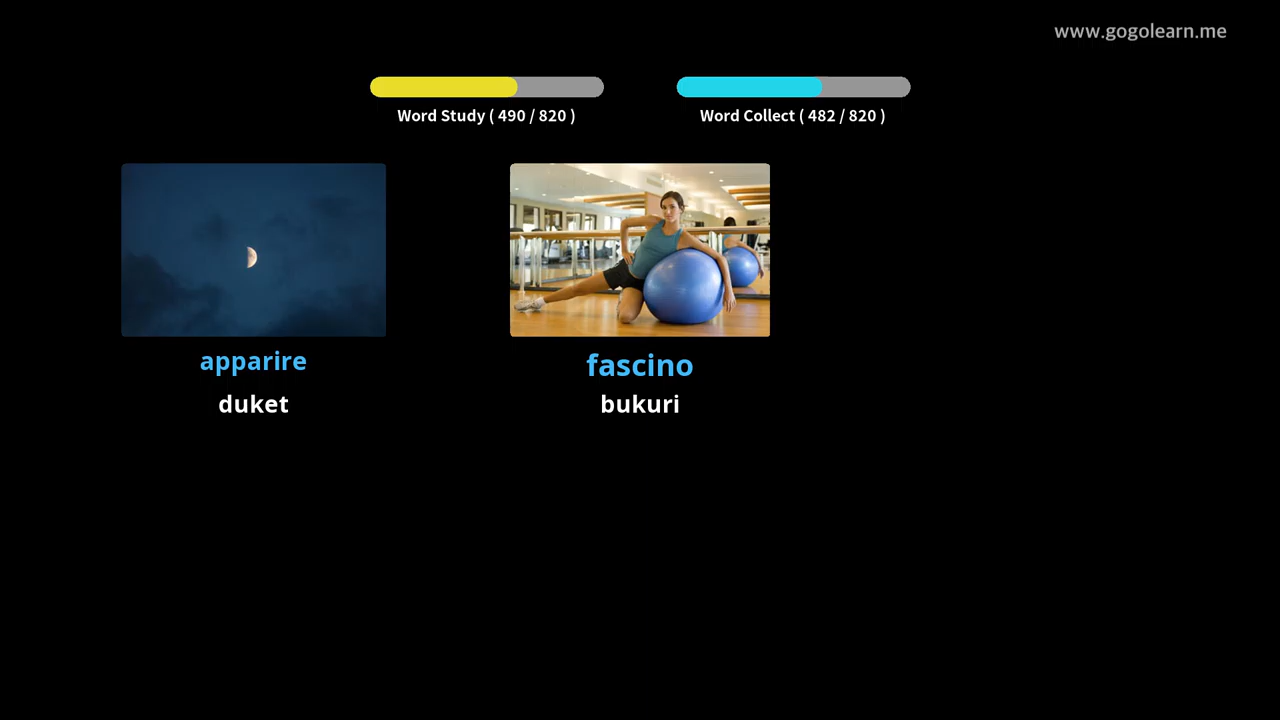 www.gogolearn.me
Word Study ( 490 / 820 )
Word Collect ( 482 / 820 )
apparire
duket
fascino
bukuri